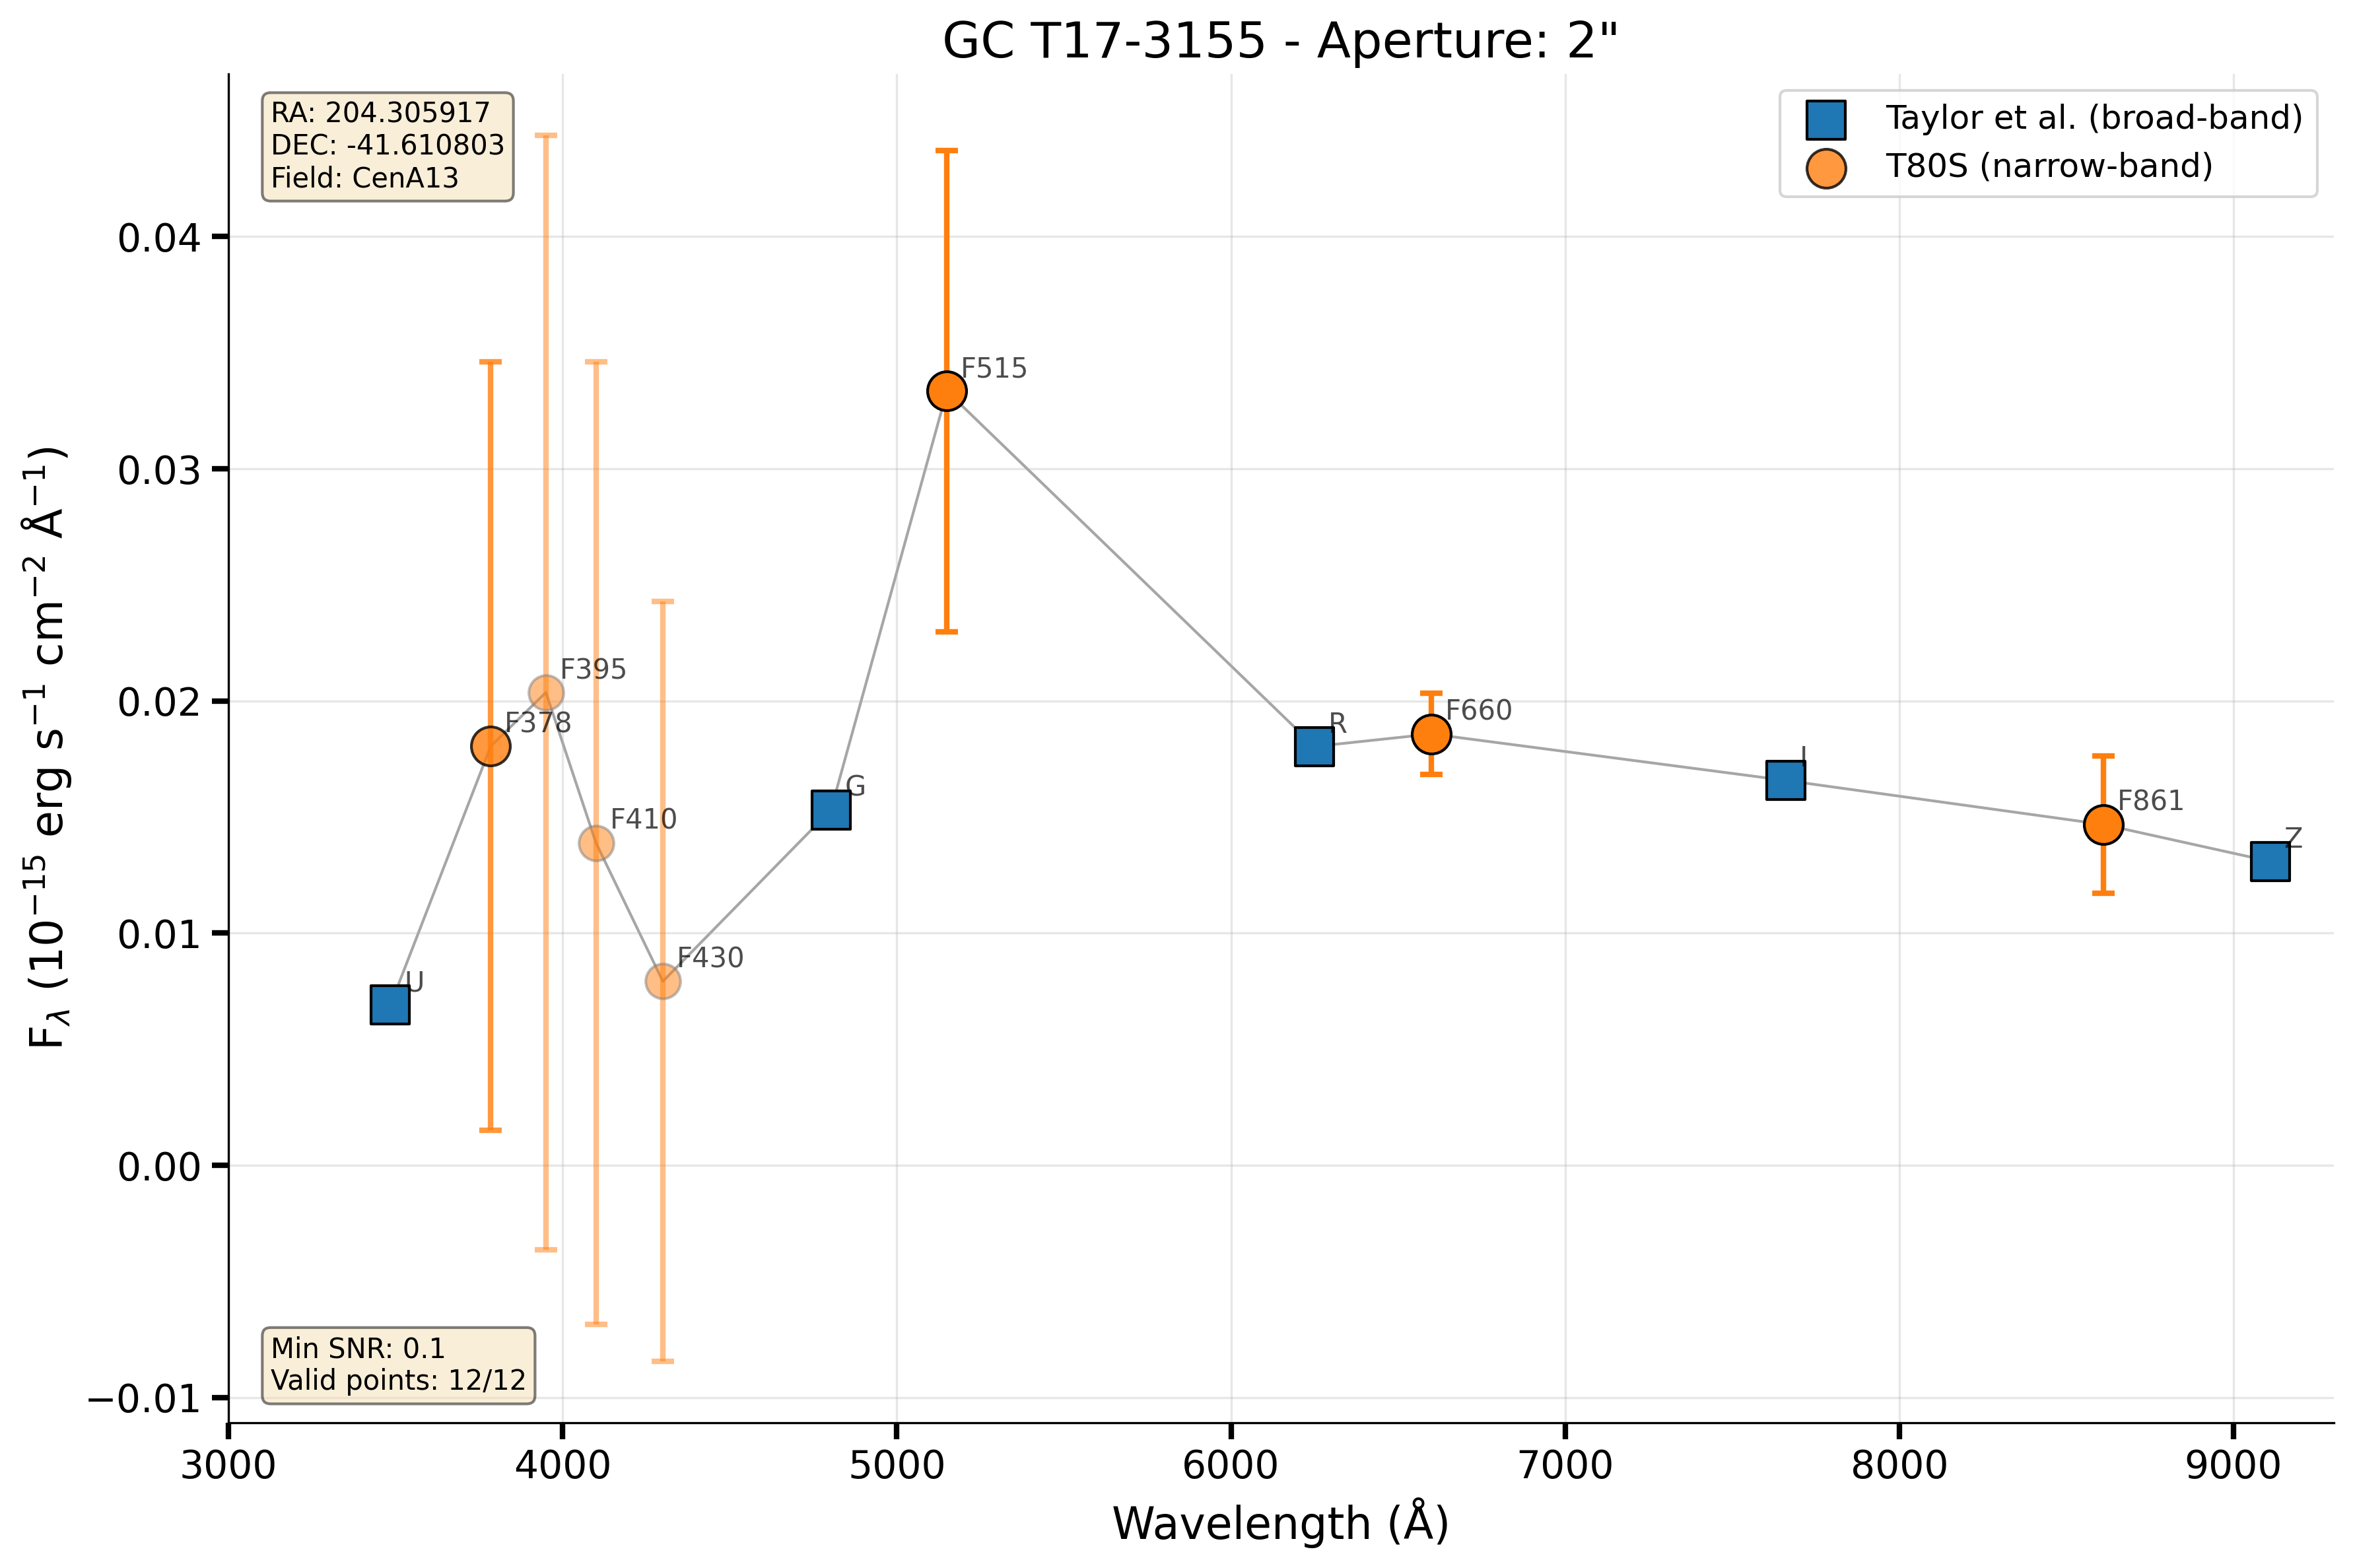 GC T17-3155 - Aperture: 2"
RA: 204.305917
DEC: -41.610803
Field: CenA13
Taylor et al. (broad-band)
T80S (narrow-band)
F_λ (10⁻¹⁵ erg s⁻¹ cm⁻² Å⁻¹)
0.04
0.03
0.02
0.01
0.00
−0.01
U
F378
F395
F410
F430
G
F515
R
F660
I
F861
Z
Min SNR: 0.1
Valid points: 12/12
3000 4000 5000 6000 7000 8000 9000
Wavelength (Å)